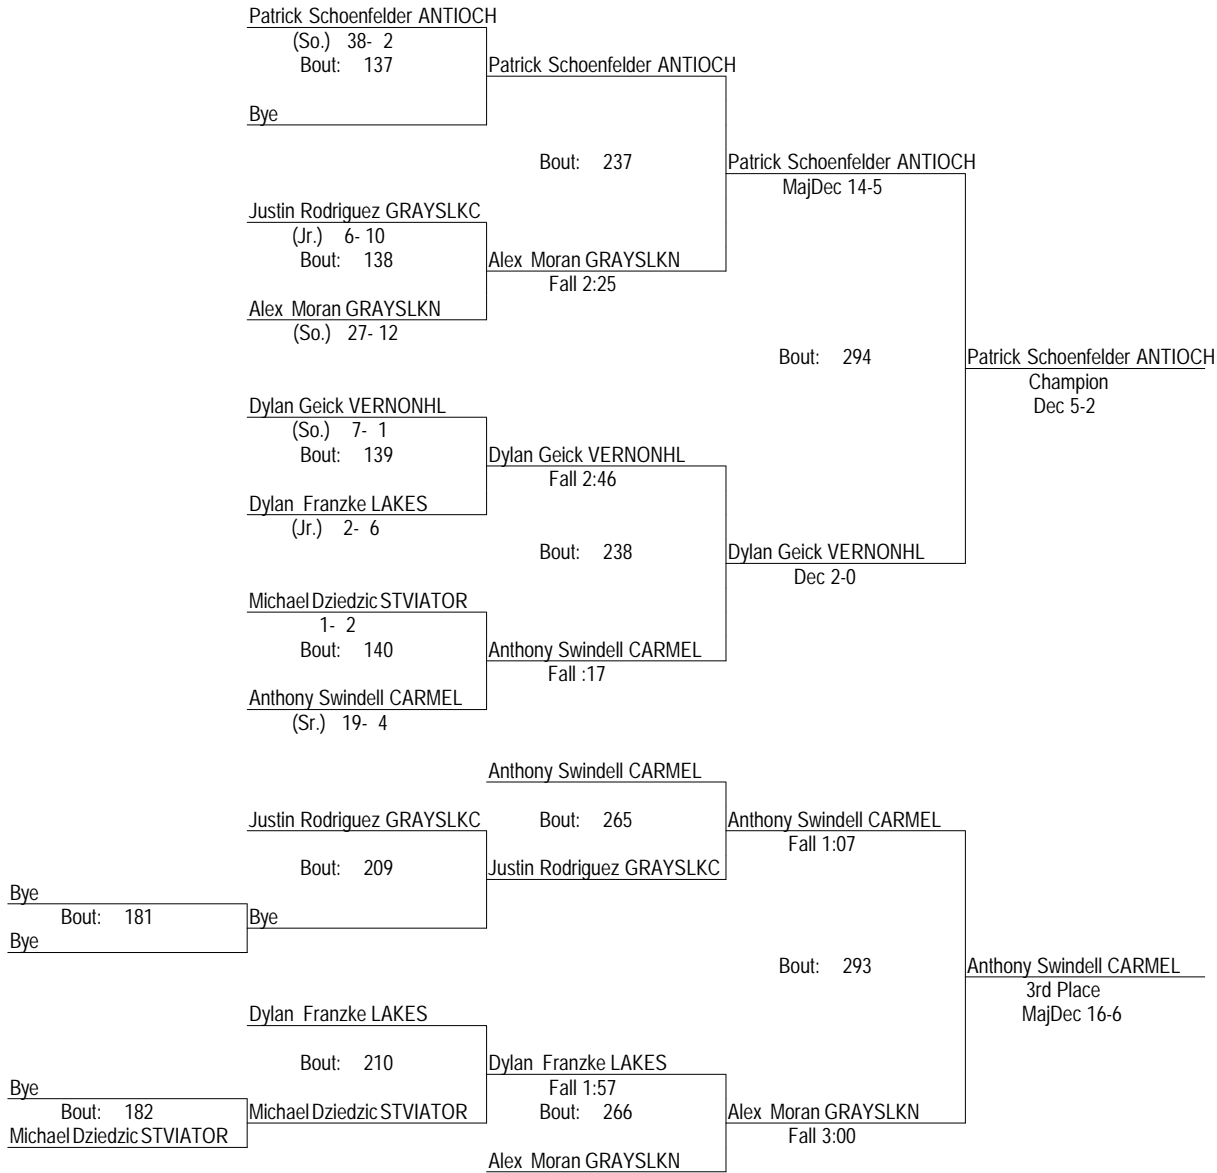 Patrick Schoenfelder ANTIOCH
(So.) 38- 2
Bout: 137
Patrick Schoenfelder ANTIOCH
Bye
Bout: 237
Patrick Schoenfelder ANTIOCH
MajDec 14-5
Justin Rodriguez GRAYSLKC
(Jr.) 6- 10
Bout: 138
Alex Moran GRAYSLKN
Fall 2:25
Alex Moran GRAYSLKN
(So.) 27- 12
Bout: 294
Patrick Schoenfelder ANTIOCH
Champion
Dec 5-2
Dylan Geick VERNONHL
(So.) 7- 1
Bout: 139
Dylan Geick VERNONHL
Fall 2:46
Dylan Franzke LAKES
(Jr.) 2- 6
Bout: 238
Dylan Geick VERNONHL
Dec 2-0
Michael Dziedzic STVIATOR
1- 2
Bout: 140
Anthony Swindell CARMEL
Fall :17
Anthony Swindell CARMEL
(Sr.) 19- 4
Anthony Swindell CARMEL
Justin Rodriguez GRAYSLKC
Bout: 265
Anthony Swindell CARMEL
Fall 1:07
Bout: 209
Justin Rodriguez GRAYSLKC
Bye
Bout: 181
Bye
Bye
Bout: 293
Anthony Swindell CARMEL
3rd Place
MajDec 16-6
Dylan Franzke LAKES
Bout: 210
Dylan Franzke LAKES
Fall 1:57
Bye
Bout: 182
Michael Dziedzic STVIATOR
Bout: 266
Alex Moran GRAYSLKN
Fall 3:00
Michael Dziedzic STVIATOR
Alex Moran GRAYSLKN